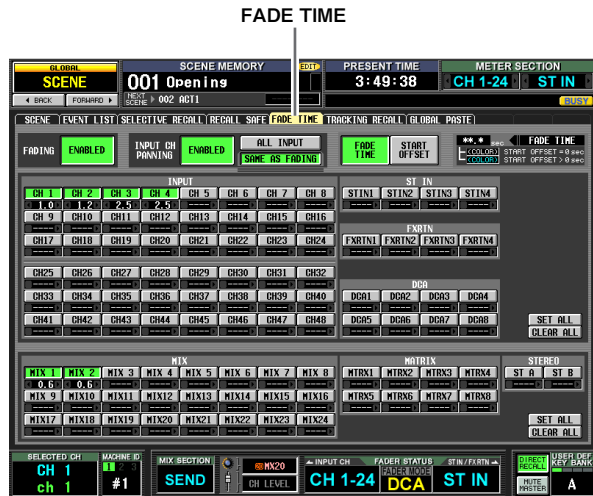 FADE TIME
GLOBAL SCENE MEMORY EDIT PRESENT TIME METER SECTION
SCENE 001 Opening 3:49:38 CH 1-24 ST IN
BACK FORWARD NEXT SCENE 002 ACT1 BUSY
SCENE EVENT LIST SELECTIVE RECALL RECALL SAFE FADE TIME TRACKING RECALL GLOBAL PASTE
FADING ENABLED INPUT CH PANNING ENABLED ALL INPUT SAME AS FADING FADE TIME START OFFSET **.* sec FADE TIME
(COLOR) START OFFSET=0sec
(COLOR) START OFFSET>0sec
INPUT ST IN
CH 1 CH 2 CH 3 CH 4 CH 5 CH 6 CH 7 CH 8 STIN1 STIN2 STIN3 STIN4
1.0 1.2 2.5 2.5 ---- ---- ---- ---- ---- ---- ---- ----
CH 9 CH10 CH11 CH12 CH13 CH14 CH15 CH16 FXRTN
---- ---- ---- ---- ---- ---- ---- ----
CH17 CH18 CH19 CH20 CH21 CH22 CH23 CH24 FXRTN1 FXRTN2 FXRTN3 FXRTN4
---- ---- ---- ---- ---- ---- ---- ---- ---- ---- ---- ----
CH25 CH26 CH27 CH28 CH29 CH30 CH31 CH32
---- ---- ---- ---- ---- ---- ---- ---- DCA
CH33 CH34 CH35 CH36 CH37 CH38 CH39 CH40 DCA1 DCA2 DCA3 DCA4
---- ---- ---- ---- ---- ---- ---- ---- ---- ---- ---- ----
CH41 CH42 CH43 CH44 CH45 CH46 CH47 CH48 DCA5 DCA6 DCA7 DCA8 SET ALL
---- ---- ---- ---- ---- ---- ---- ---- ---- ---- ---- ---- CLEAR ALL
MIX MATRIX STEREO
MIX 1 MIX 2 MIX 3 MIX 4 MIX 5 MIX 6 MIX 7 MIX 8 MTRX1 MTRX2 MTRX3 MTRX4 ST A ST B
0.6 0.6 ---- ---- ---- ---- ---- ---- ---- ---- ---- ---- ---- ----
MIX 9 MIX10 MIX11 MIX12 MIX13 MIX14 MIX15 MIX16 MTRX5 MTRX6 MTRX7 MTRX8
---- ---- ---- ---- ---- ---- ---- ---- ---- ---- ---- ----
MIX17 MIX18 MIX19 MIX20 MIX21 MIX22 MIX23 MIX24 SET ALL
---- ---- ---- ---- ---- ---- ---- ---- CLEAR ALL
SELECTED CH MACHINE ID MIX SECTION MX20 INPUT CH FADER STATUS ST IN/FXRTN DIRECT RECALL USER DEF KEY BANK
CH 1 1 2 3 SEND CH 1-24 FADER MODE ST IN
ch 1 #1 CH LEVEL DCA MUTE MASTER A